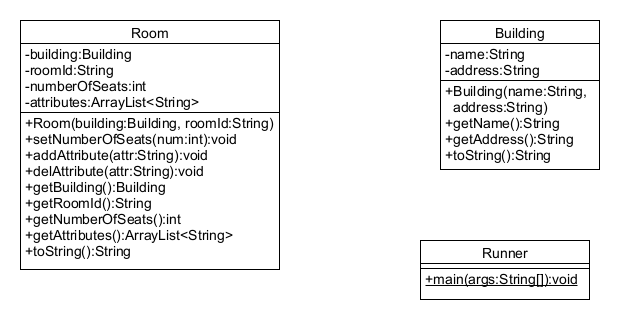 Room
-building:Building
-roomId:String
-numberOfSeats:int
-attributes:ArrayList<String>
+Room(building:Building, roomId:String)
+setNumberOfSeats(num:int):void
+addAttribute(attr:String):void
+delAttribute(attr:String):void
+getBuilding():Building
+getRoomId():String
+getNumberOfSeats():int
+getAttributes():ArrayList<String>
+toString():String
Building
-name:String
-address:String
+Building(name:String,
address:String)
+getName():String
+getAddress():String
+toString():String
Runner
+main(args:String[]):void